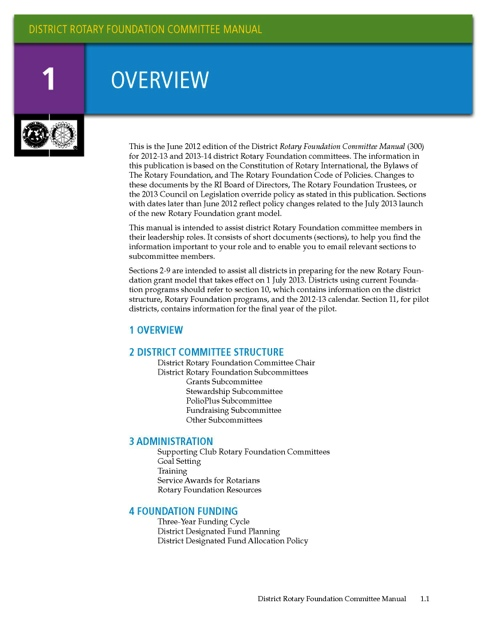 DISTRICT ROTARY FOUNDATION COMMITTEE MANUAL
1
OVERVIEW
This is the June 2012 edition of the District Rotary Foundation Committee Manual (300)
for 2012-13 and 2013-14 district Rotary Foundation committees. The information in
this publication is based on the Constitution of Rotary International, the Bylaws of
The Rotary Foundation, and The Rotary Foundation Code of Policies. Changes to
these documents by the RI Board of Directors, The Rotary Foundation Trustees, or
the 2013 Council on Legislation override policy as stated in this publication. Sections
with dates later than June 2012 reflect policy changes related to the July 2013 launch
of the new Rotary Foundation grant model.
This manual is intended to assist district Rotary Foundation committee members in
their leadership roles. It consists of short documents (sections), to help you find the
information important to your role and to enable you to email relevant sections to
subcommittee members.
Sections 2-9 are intended to assist all districts in preparing for the new Rotary Foun-
dation grant model that takes effect on 1 July 2013. Districts using current Founda-
tion programs should refer to section 10, which contains information on the district
structure, Rotary Foundation programs, and the 2012-13 calendar. Section 11, for pilot
districts, contains information for the final year of the pilot.
1 OVERVIEW
2 DISTRICT COMMITTEE STRUCTURE
District Rotary Foundation Committee Chair
District Rotary Foundation Subcommittees
Grants Subcommittee
Stewardship Subcommittee
PolioPlus Subcommittee
Fundraising Subcommittee
Other Subcommittees
3 ADMINISTRATION
Supporting Club Rotary Foundation Committees
Goal Setting
Training
Service Awards for Rotarians
Rotary Foundation Resources
4 FOUNDATION FUNDING
Three-Year Funding Cycle
District Designated Fund Planning
District Designated Fund Allocation Policy
District Rotary Foundation Committee Manual 1.1